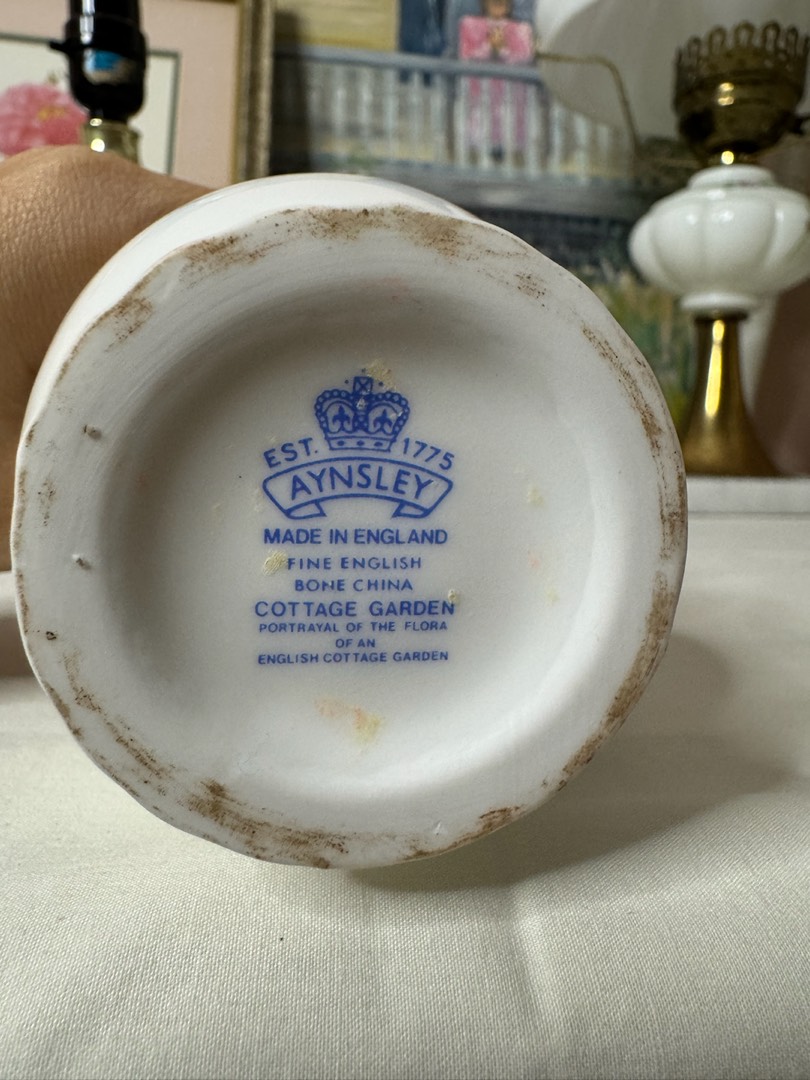 EST. 1775
AYNSLEY
MADE IN ENGLAND
FINE ENGLISH
BONE CHINA
COTTAGE GARDEN
PORTRAYAL OF THE FLORA
OF AN
ENGLISH COTTAGE GARDEN